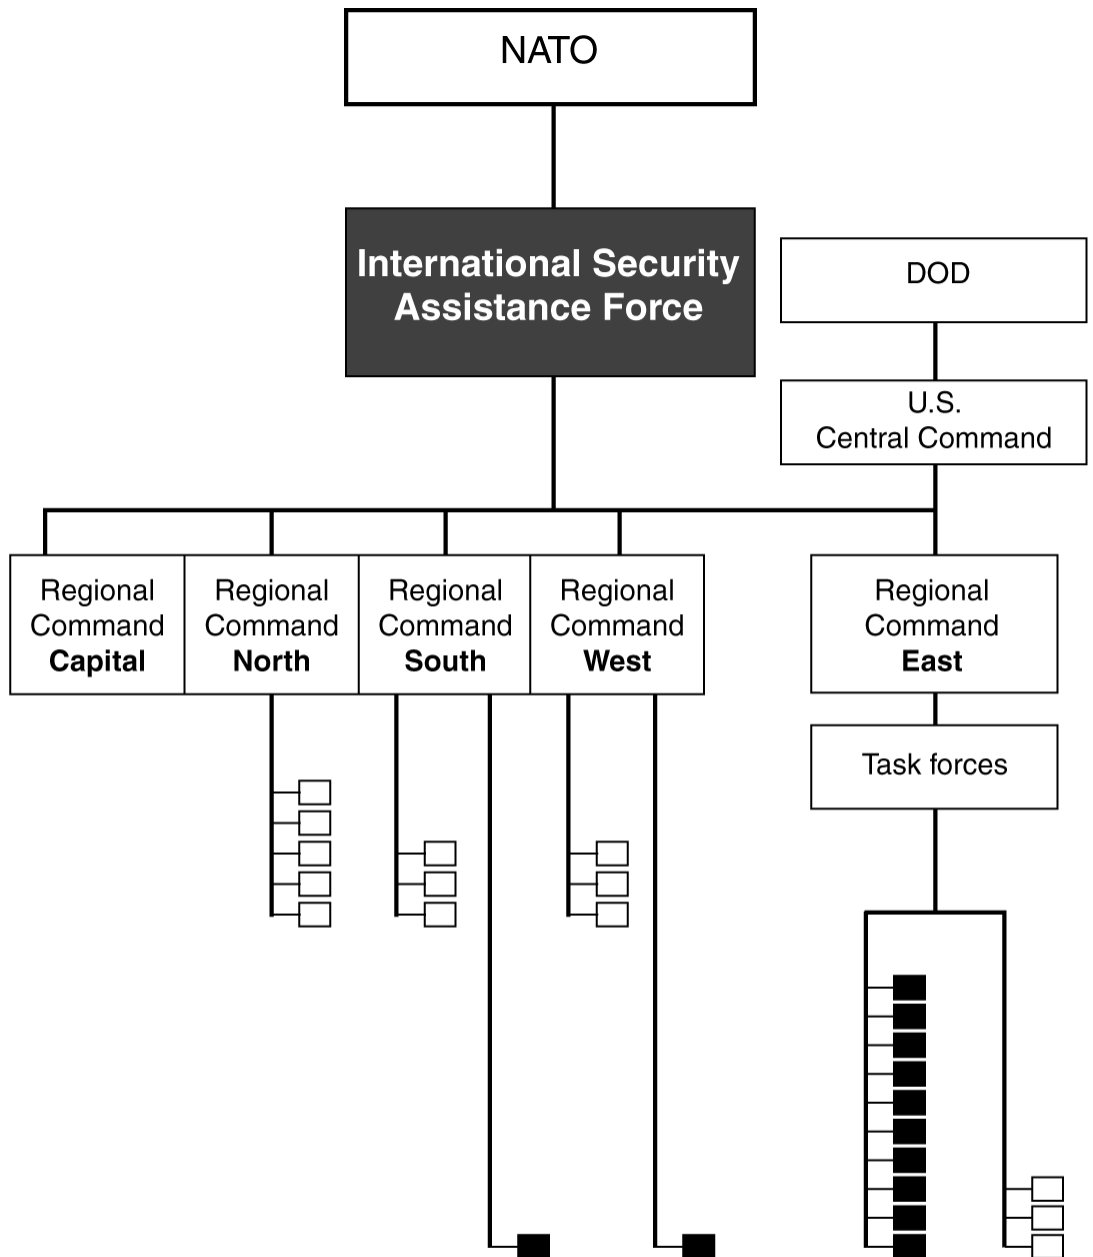 NATO
International Security
Assistance Force
DOD
U.S.
Central Command
Regional
Command
Capital
Regional
Command
North
Regional
Command
South
Regional
Command
West
Regional
Command
East
Task forces